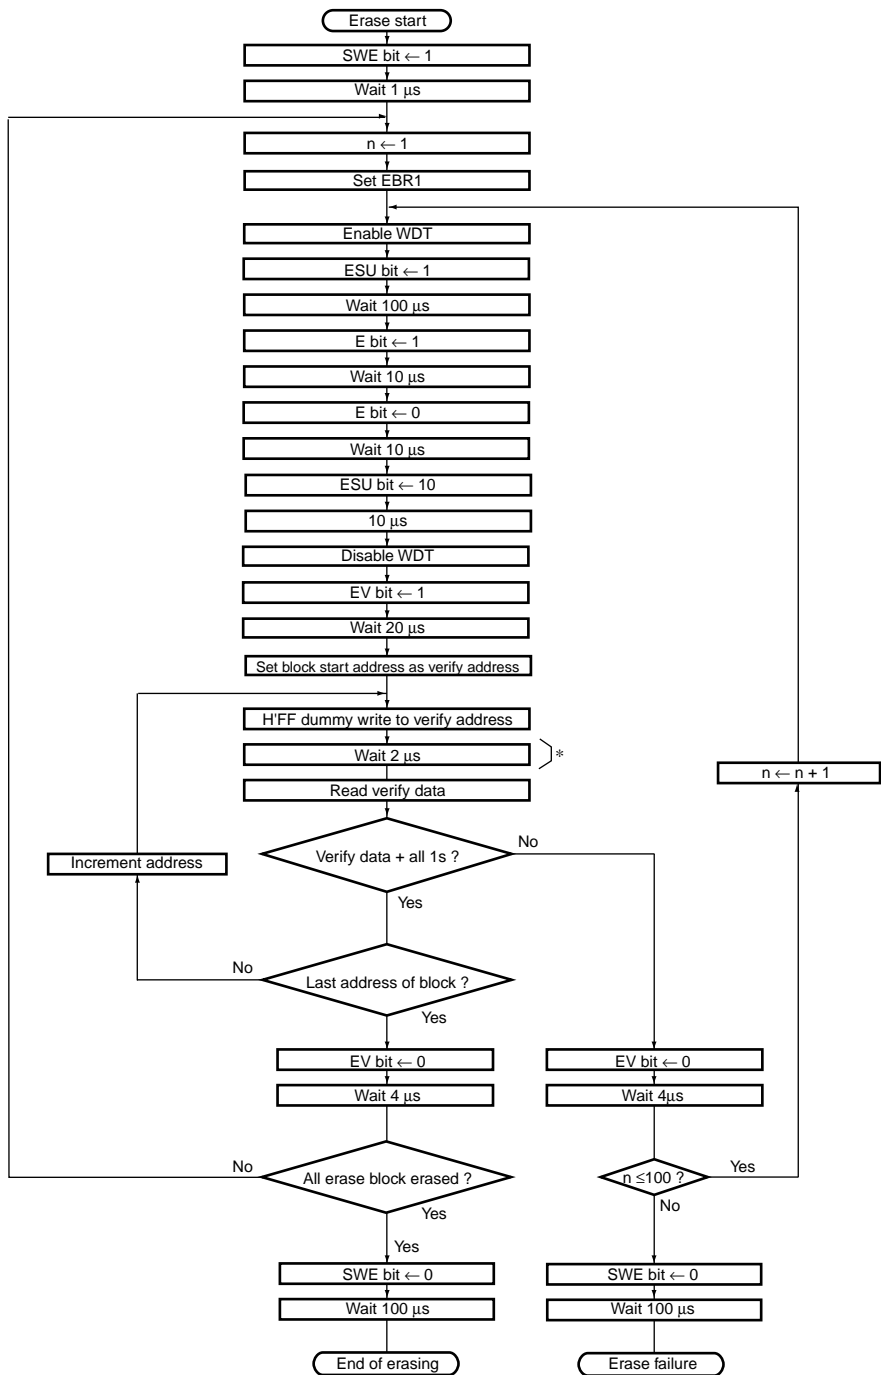 Erase start
SWE bit ← 1
Wait 1 μs
n ← 1
Set EBR1
Enable WDT
ESU bit ← 1
Wait 100 μs
E bit ← 1
Wait 10 μs
E bit ← 0
Wait 10 μs
ESU bit ← 10
10 μs
Disable WDT
EV bit ← 1
Wait 20 μs
Set block start address as verify address
H'FF dummy write to verify address
Wait 2 μs
*
n ← n + 1
Read verify data
Verify data + all 1s ?
No
Increment address
Yes
No
Last address of block ?
Yes
EV bit ← 0
EV bit ← 0
Wait 4 μs
Wait 4μs
No
All erase block erased ?
n ≤100 ?
Yes
Yes
No
Yes
SWE bit ← 0
SWE bit ← 0
Wait 100 μs
Wait 100 μs
End of erasing
Erase failure